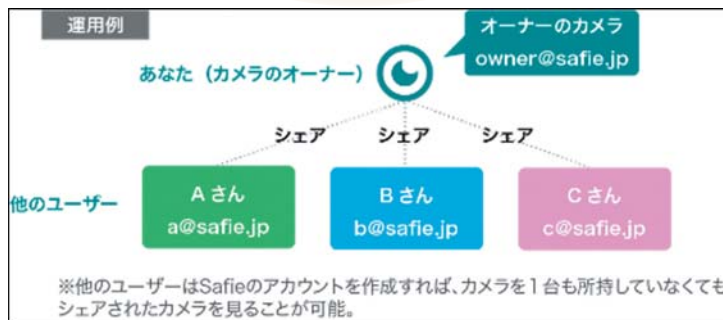 運用例
オーナーのカメラ
owner@safie.jp
あなた（カメラのオーナー）
シェア シェア シェア
他のユーザー
Aさん
a@safie.jp
Bさん
b@safie.jp
Cさん
c@safie.jp
※他のユーザーはSafieのアカウントを作成すれば、カメラを1台も所持していなくても
シェアされたカメラを見ることが可能。